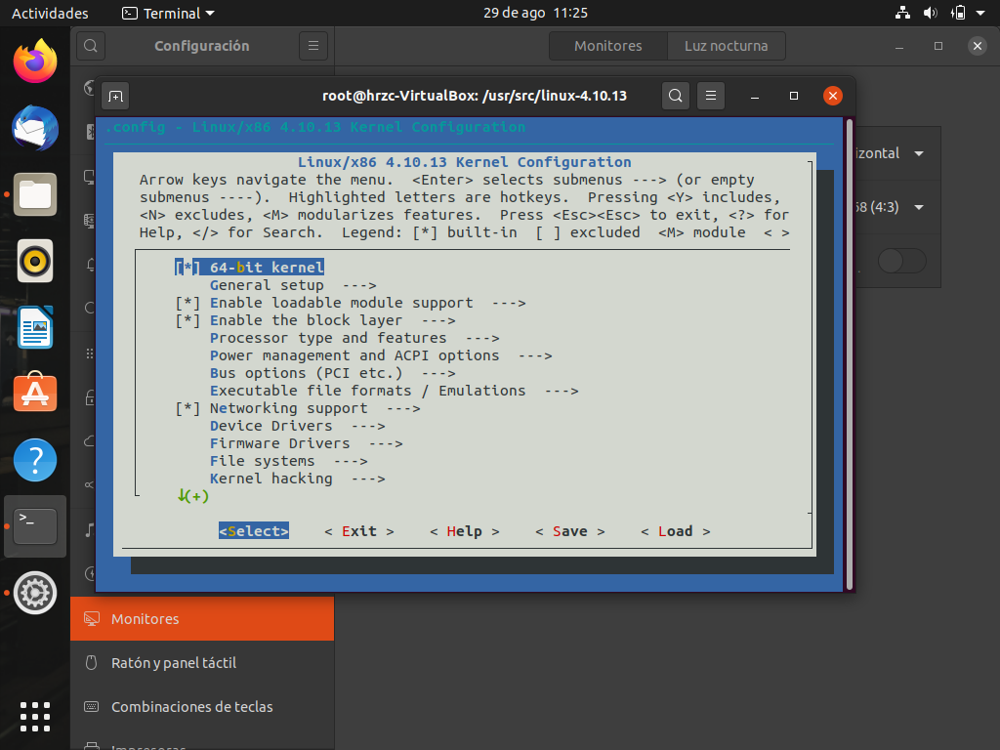 Actividades
Terminal
29 de ago 11:25
Configuración
Monitores
Luz nocturna
root@hrzc-VirtualBox: /usr/src/linux-4.10.13
.config - Linux/x86 4.10.13 Kernel Configuration
Linux/x86 4.10.13 Kernel Configuration
Arrow keys navigate the menu.  <Enter> selects submenus ---> (or empty
submenus ----).  Highlighted letters are hotkeys.  Pressing <Y> includes,
<N> excludes, <M> modularizes features.  Press <Esc><Esc> to exit, <?> for
Help, </> for Search.  Legend: [*] built-in  [ ] excluded  <M> module  < >
[*] 64-bit kernel
General setup  --->
[*] Enable loadable module support  --->
[*] Enable the block layer  --->
Processor type and features  --->
Power management and ACPI options  --->
Bus options (PCI etc.)  --->
Executable file formats / Emulations  --->
[*] Networking support  --->
Device Drivers  --->
Firmware Drivers  --->
File systems  --->
Kernel hacking  --->
↓(+)
<Select>    < Exit >    < Help >    < Save >    < Load >
izontal
68 (4:3)
Monitores
Ratón y panel táctil
Combinaciones de teclas
Impresoras